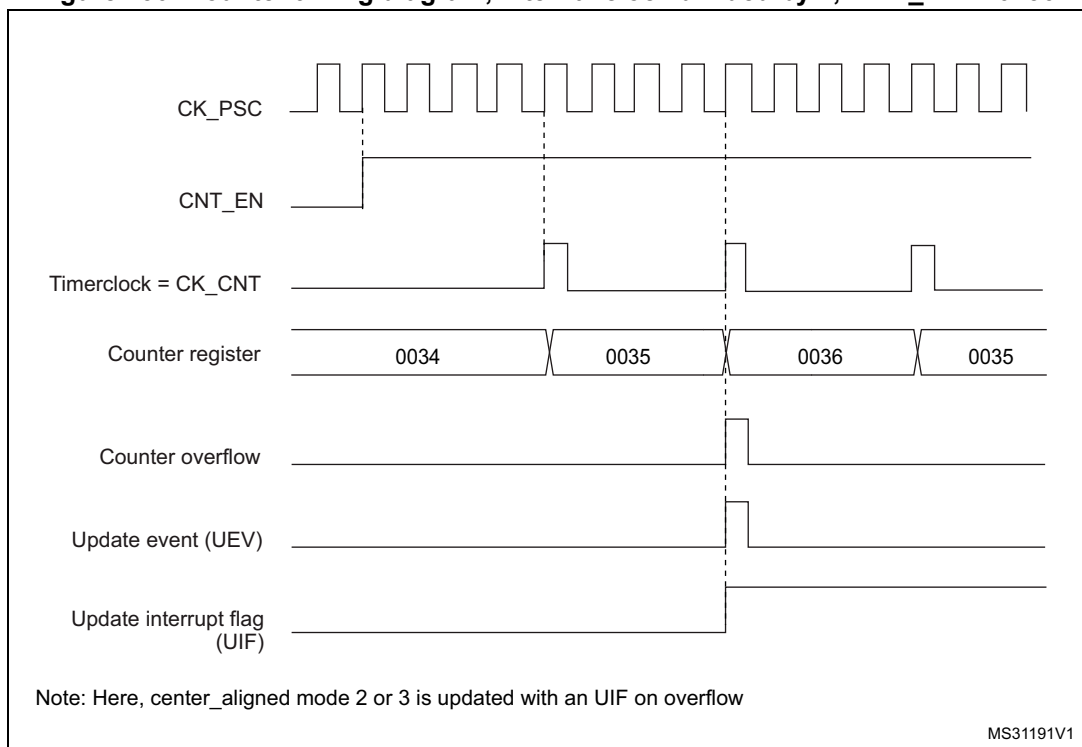 CK_PSC
CNT_EN
Timerclock = CK_CNT
Counter register 0034 0035 0036 0035
Counter overflow
Update event (UEV)
Update interrupt flag
(UIF)
Note: Here, center_aligned mode 2 or 3 is updated with an UIF on overflow
MS31191V1